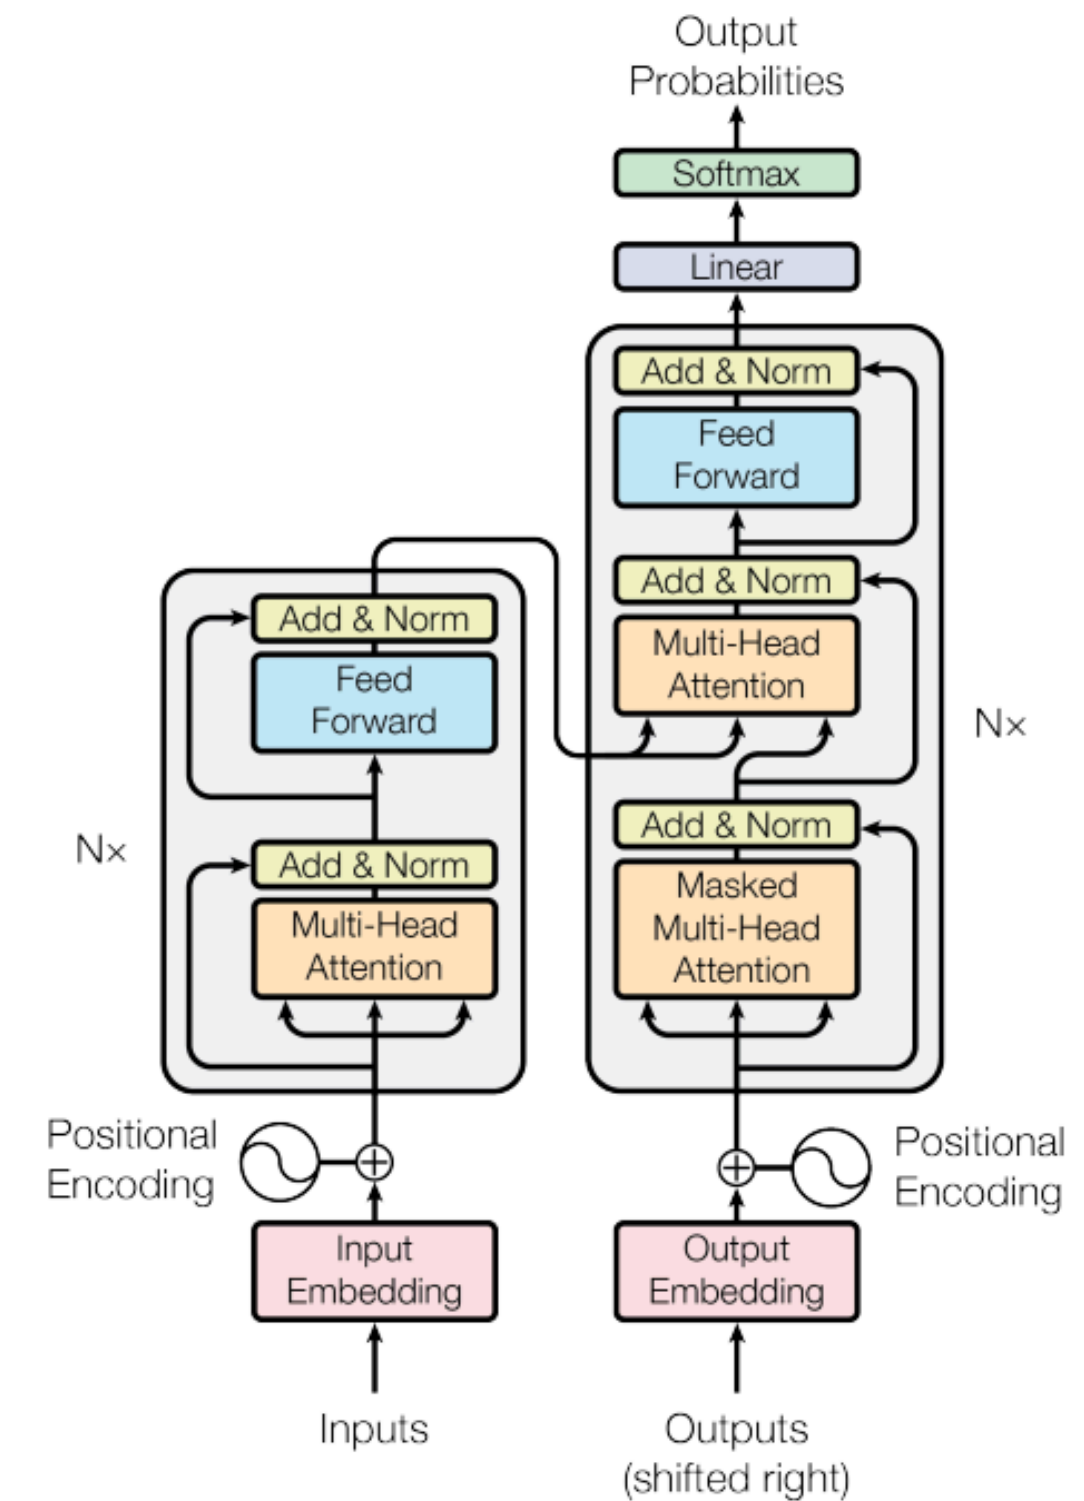 Output
Probabilities
Softmax
Linear
Add & Norm
Feed
Forward
Add & Norm
Multi-Head
Attention
Nx
Add & Norm
Masked
Multi-Head
Attention
Add & Norm
Feed
Forward
Nx
Add & Norm
Multi-Head
Attention
Positional
Encoding
Positional
Encoding
Input
Embedding
Output
Embedding
Inputs
Outputs
(shifted right)